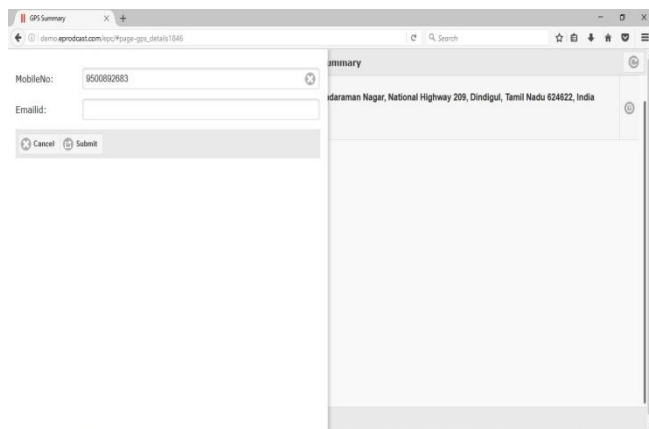 GPS Summary
demo.eprodcast.com/epc/#page-gps_details1846
Search
ummary
MobileNo: 9500892683
Emailid:
daraman Nagar, National Highway 209, Dindigul, Tamil Nadu 624622, India
Cancel Submit